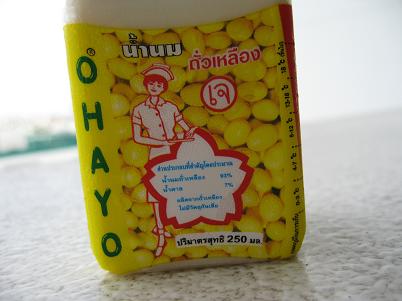 OHAYO
®
น้ำนม
ถั่วเหลือง
เจ
ส่วนประกอบที่สำคัญโดยประมาณ
น้ำนมถั่วเหลือง 93%
น้ำตาล 7%
ผลิตจากถั่วเหลือง
ไม่มีวัตถุกันเสีย
ปริมาตรสุทธิ 250 มล.